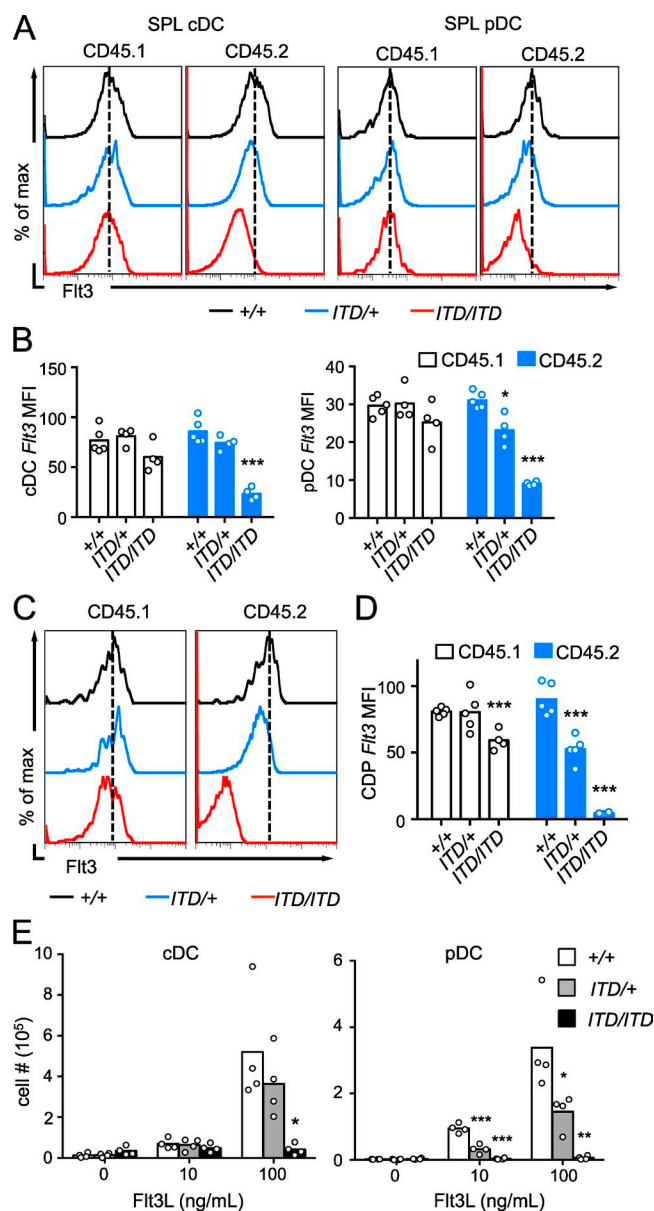 A
SPL cDC
SPL pDC
CD45.1
CD45.2
CD45.1
CD45.2
% of max
Flt3
+/+
ITD/+
ITD/ITD
B
CD45.1
CD45.2
cDC Flt3 MFI
150
100
50
0
***
+/+
ITD/+
ITD/ITD
+/+
ITD/+
ITD/ITD
pDC Flt3 MFI
40
30
20
10
0
*
***
+/+
ITD/+
ITD/ITD
+/+
ITD/+
ITD/ITD
C
CD45.1
CD45.2
% of max
Flt3
+/+
ITD/+
ITD/ITD
D
CD45.1
CD45.2
CDP Flt3 MFI
100
50
0
***
***
***
+/+
ITD/+
ITD/ITD
+/+
ITD/+
ITD/ITD
E
cDC
pDC
+/+
ITD/+
ITD/ITD
cell # (10⁵)
10
8
6
4
2
0
*
0
10
100
Flt3L (ng/mL)
6
4
2
0
***
***
*
**
0
10
100
Flt3L (ng/mL)